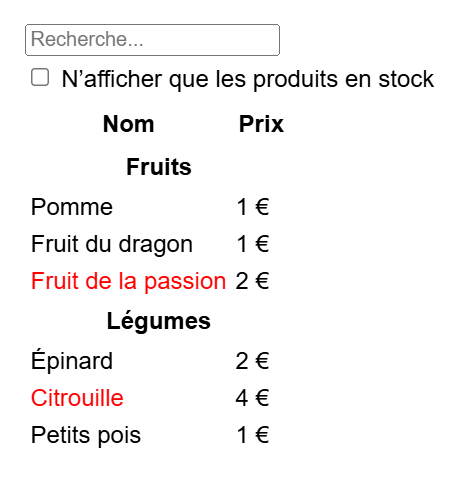 Recherche...
N’afficher que les produits en stock
Nom Prix
Fruits
Pomme 1 €
Fruit du dragon 1 €
Fruit de la passion 2 €
Légumes
Épinard 2 €
Citrouille 4 €
Petits pois 1 €